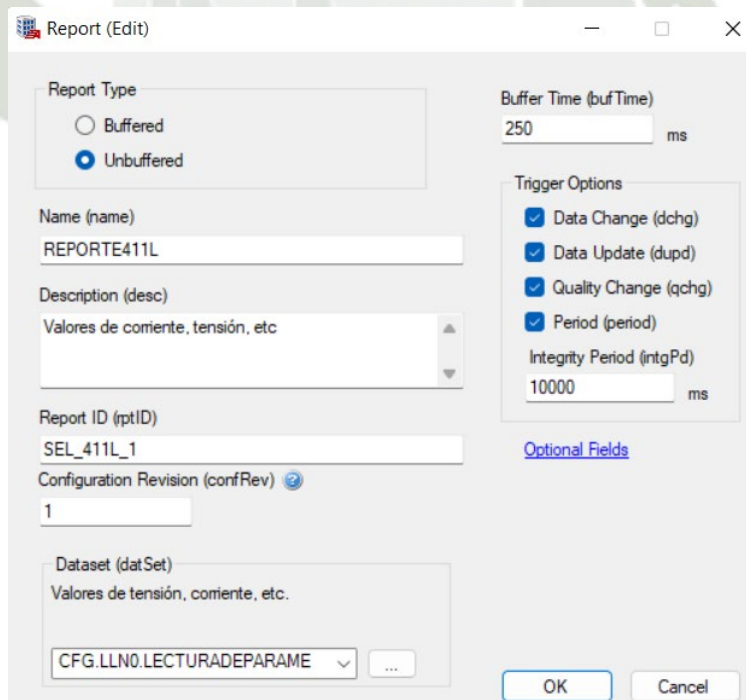 Report (Edit)
Report Type
Buffered
Unbuffered
Name (name)
REPORTE411L
Description (desc)
Valores de corriente, tensión, etc
Report ID (rptID)
SEL_411L_1
Configuration Revision (confRev)
1
Dataset (datSet)
Valores de tensión, corriente, etc.
CFG.LLN0.LECTURADEPARAME
...
Buffer Time (bufTime)
250 ms
Trigger Options
Data Change (dchg)
Data Update (dupd)
Quality Change (qchg)
Period (period)
Integrity Period (intgPd)
10000 ms
Optional Fields
OK Cancel